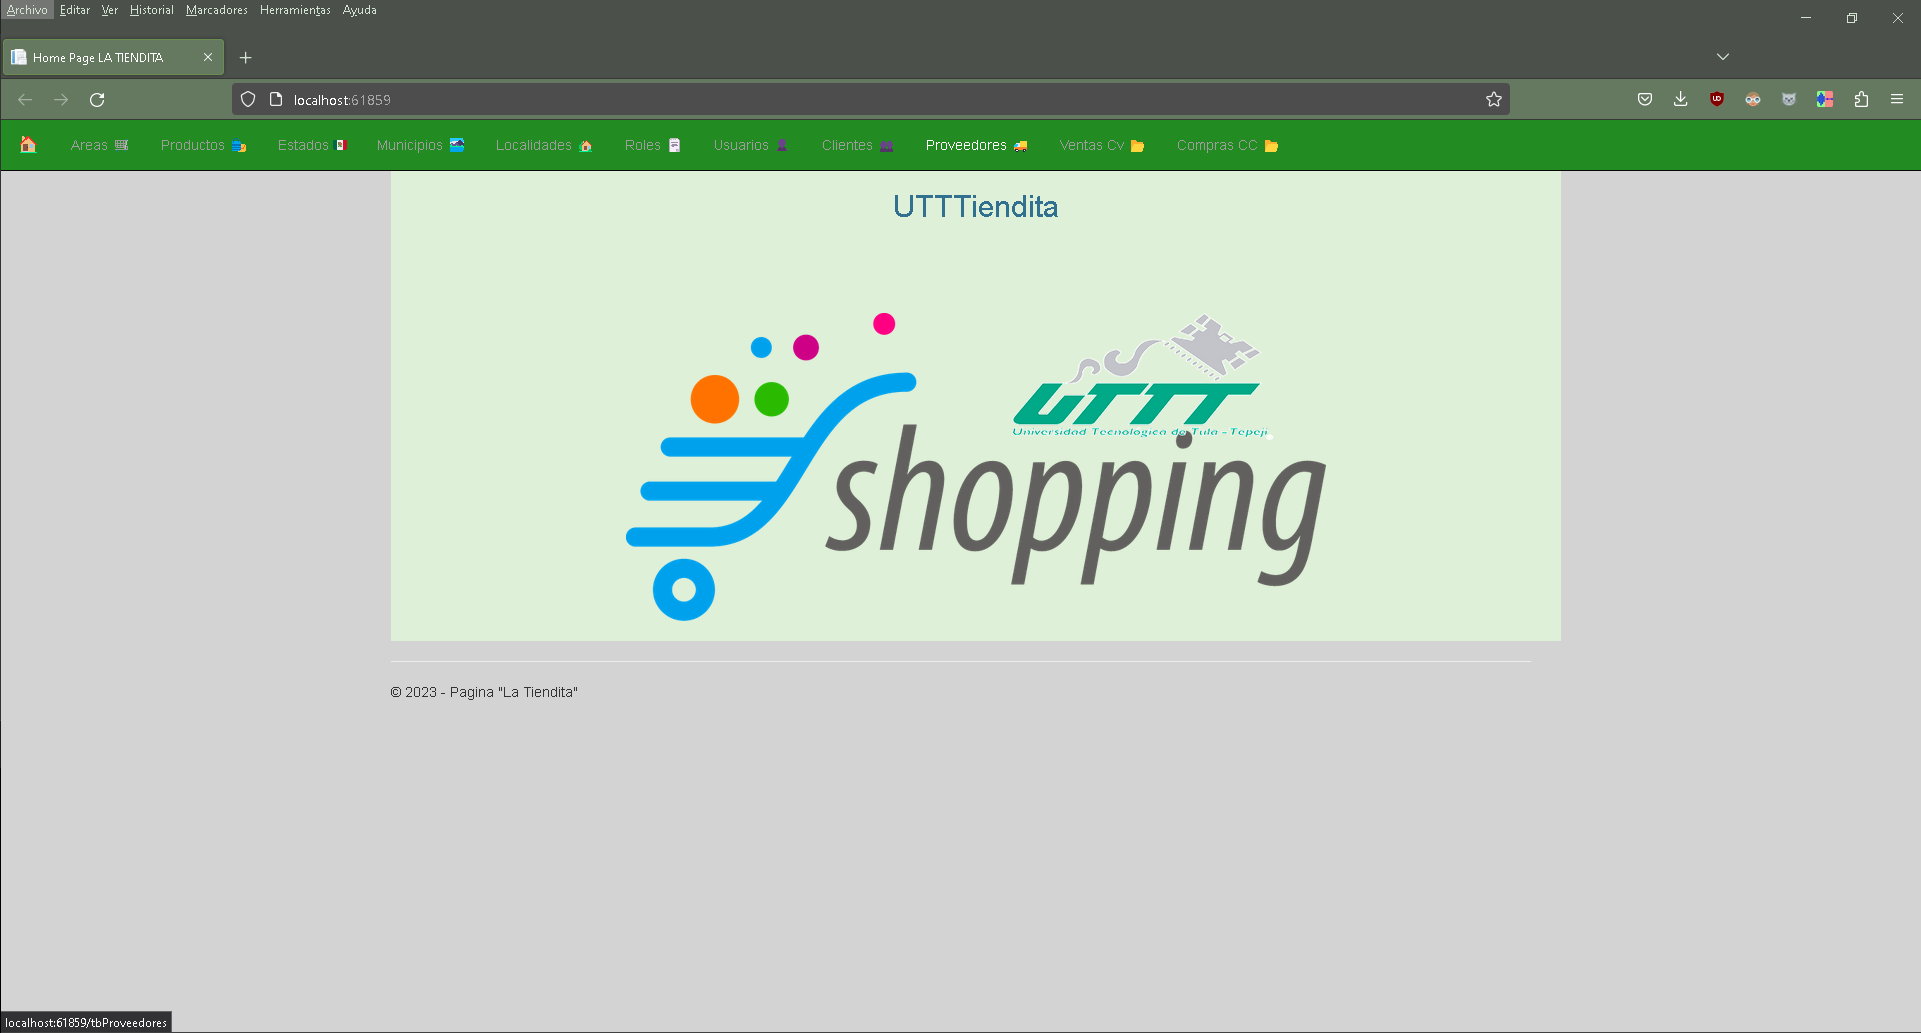 Archivo Editar Ver Historial Marcadores Herramientas Ayuda
Home Page LA TIENDITA
localhost:61859
Areas Productos Estados Municipios Localidades Roles Usuarios Clientes Proveedores Ventas Cv Compras CC
UTTTiendita
UTTT
Universidad Tecnologica de Tula - Tepeji
shopping
© 2023 - Pagina "La Tiendita"
localhost:61859/tbProveedores